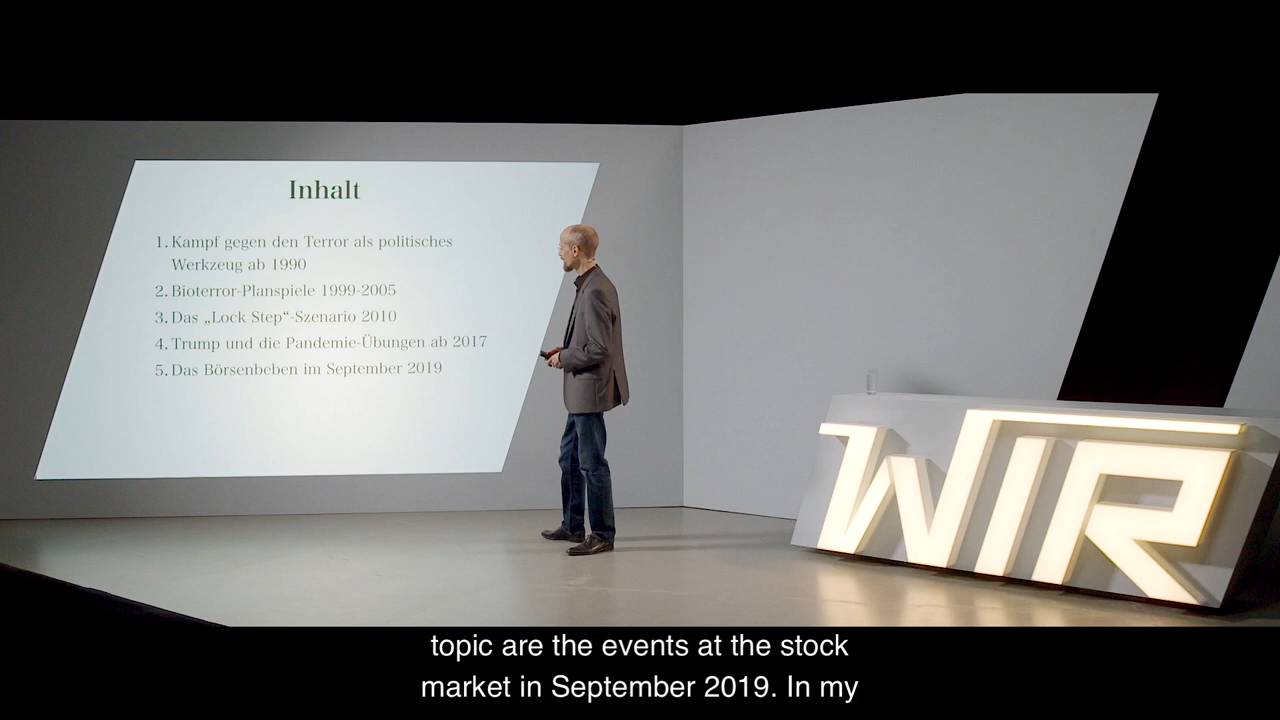 Inhalt
1. Kampf gegen den Terror als politisches
Werkzeug ab 1990
2. Bioterror-Planspiele 1999-2005
3. Das „Lock Step“-Szenario 2010
4. Trump und die Pandemie-Übungen ab 2017
5. Das Börsenbeben im September 2019
WIR
topic are the events at the stock
market in September 2019. In my